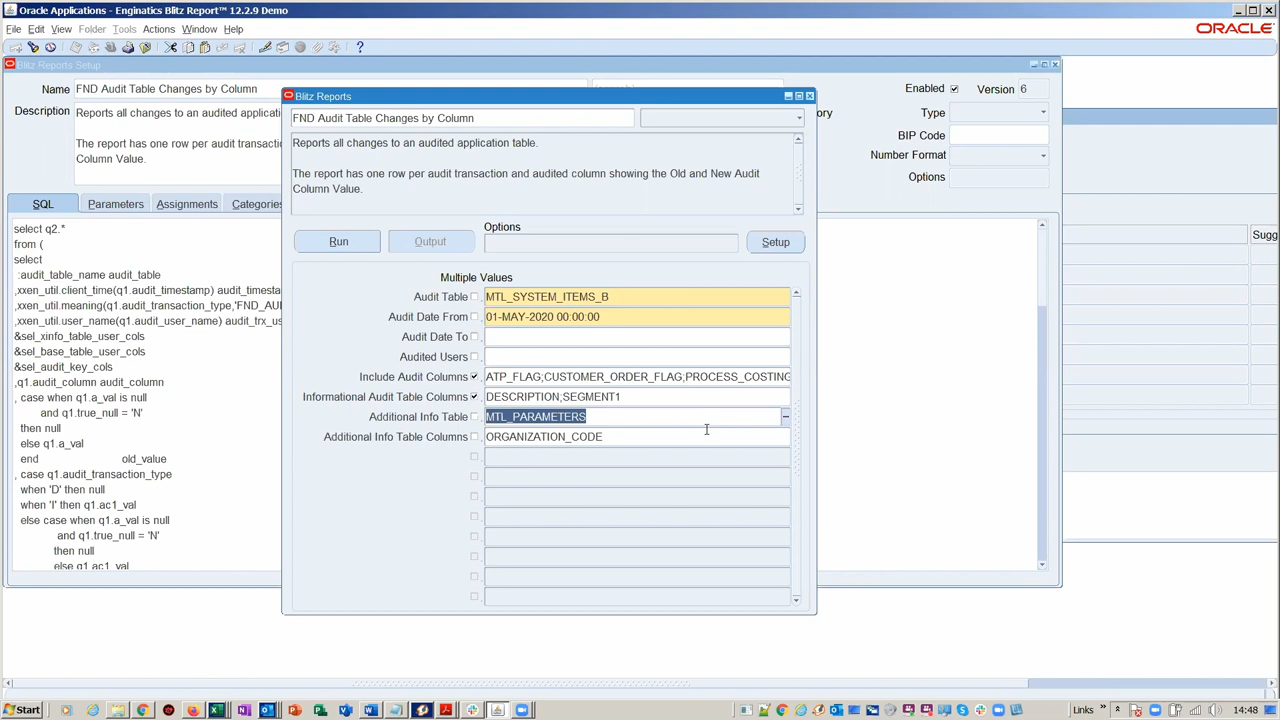 Oracle Applications - Enginatics Blitz Report™ 12.2.9 Demo
File Edit View Folder Tools Actions Window Help
ORACLE
Blitz Reports Setup
Name FND Audit Table Changes by Column
Enabled Version 6
Description Reports all changes to an audited applicati
Type
The report has one row per audit transactio
Column Value.
BIP Code
Number Format
Options
SQL Parameters Assignments Categories
select q2.*
from (
select
:audit_table_name audit_table
,xxen_util.client_time(q1.audit_timestamp) audit_timestamp
,xxen_util.meaning(q1.audit_transaction_type,'FND_AU
,xxen_util.user_name(q1.audit_user_name) audit_trx_us
&sel_xinfo_table_user_cols
&sel_base_table_user_cols
&sel_audit_key_cols
,q1.audit_column audit_column
, case when q1.a_val is null
and q1.true_null = 'N'
then null
else q1.a_val
end old_value
, case q1.audit_transaction_type
when 'D' then null
when 'I' then q1.ac1_val
else case when q1.a_val is null
and q1.true_null = 'N'
then null
else q1.ac1_val
Sugg
Blitz Reports
FND Audit Table Changes by Column
Reports all changes to an audited application table.
The report has one row per audit transaction and audited column showing the Old and New Audit
Column Value.
Options
Run Output Setup
Multiple Values
Audit Table MTL_SYSTEM_ITEMS_B
Audit Date From 01-MAY-2020 00:00:00
Audit Date To
Audited Users
Include Audit Columns ATP_FLAG;CUSTOMER_ORDER_FLAG;PROCESS_COSTING
Informational Audit Table Columns DESCRIPTION;SEGMENT1
Additional Info Table MTL_PARAMETERS
Additional Info Table Columns ORGANIZATION_CODE
Start
Links
14:48